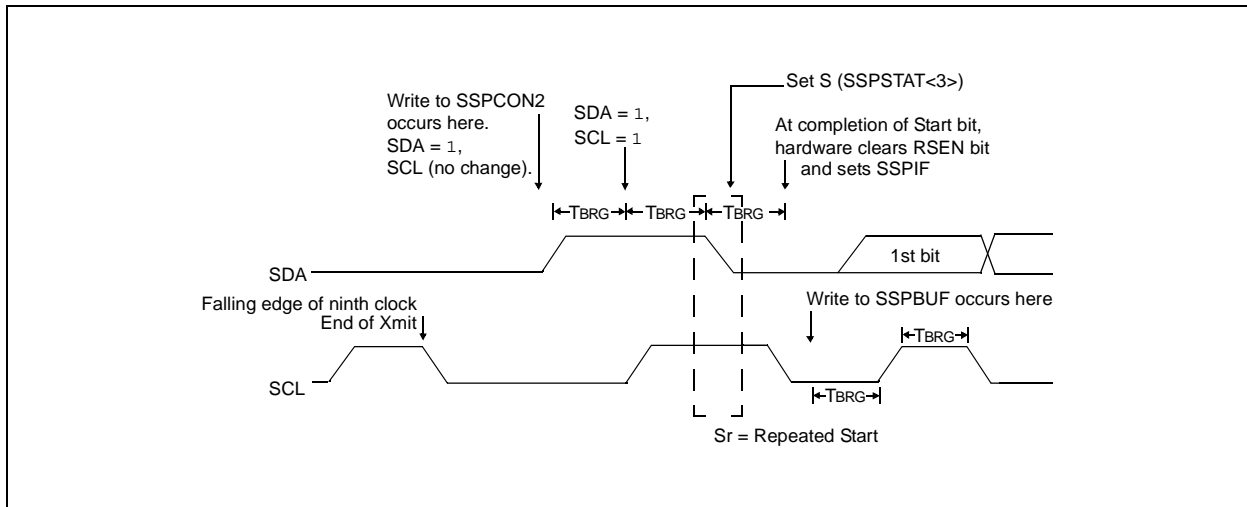 Set S (SSPSTAT<3>)
Write to SSPCON2
occurs here.
SDA = 1,
SCL (no change).
SDA = 1,
SCL = 1
At completion of Start bit,
hardware clears RSEN bit
and sets SSPIF
TBRG
TBRG
TBRG
SDA
1st bit
Falling edge of ninth clock
End of Xmit
Write to SSPBUF occurs here
TBRG
SCL
TBRG
Sr = Repeated Start